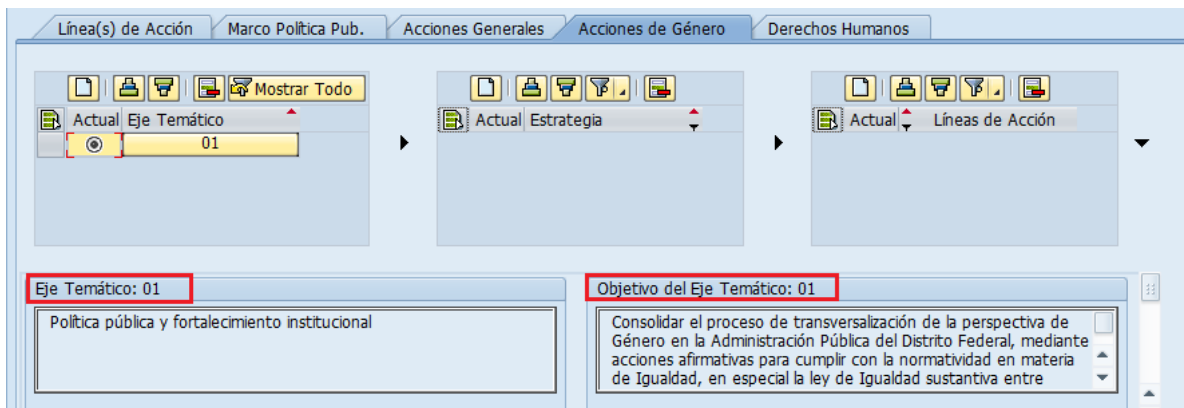 Línea(s) de Acción Marco Política Pub. Acciones Generales Acciones de Género Derechos Humanos
Mostrar Todo
Actual Eje Temático
01
Actual Estrategia
Actual Líneas de Acción
Eje Temático: 01
Política pública y fortalecimiento institucional
Objetivo del Eje Temático: 01
Consolidar el proceso de transversalización de la perspectiva de
Género en la Administración Pública del Distrito Federal, mediante
acciones afirmativas para cumplir con la normatividad en materia
de Igualdad, en especial la ley de Igualdad sustantiva entre